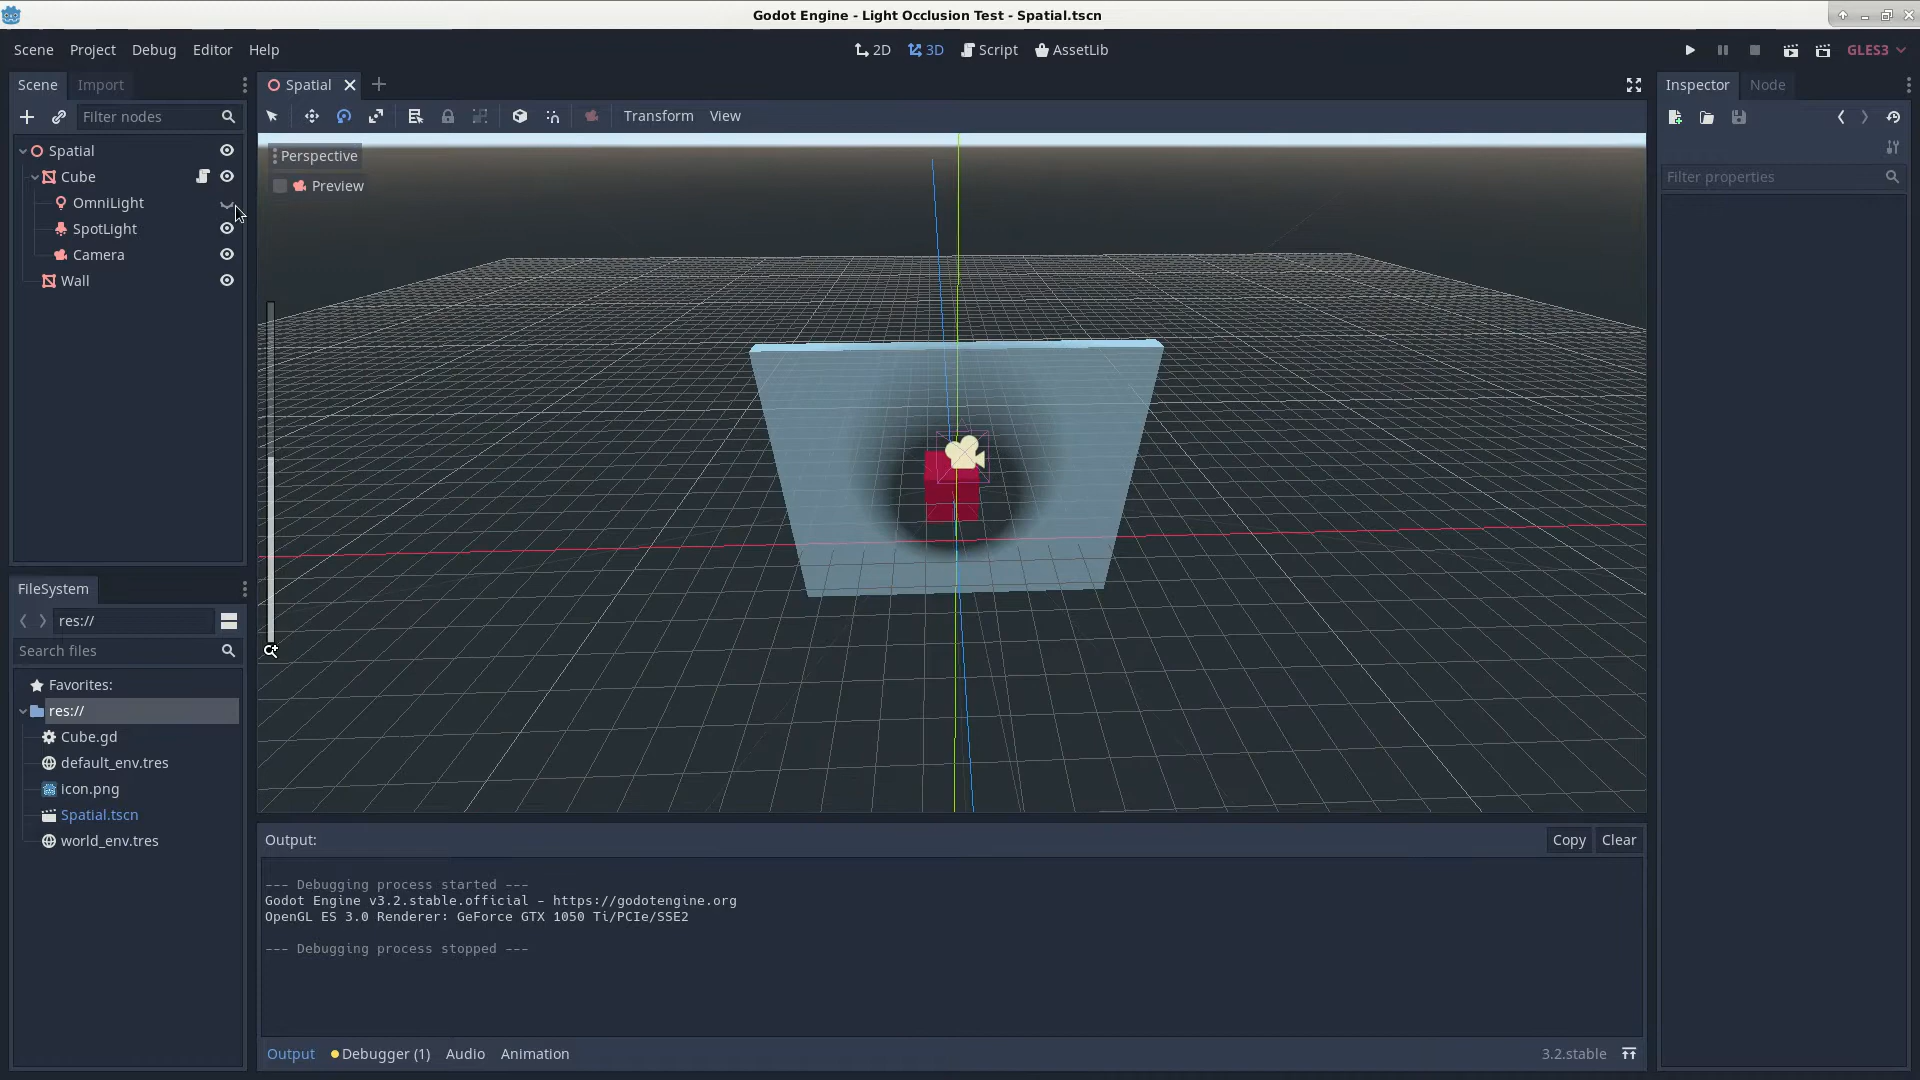 Godot Engine - Light Occlusion Test - Spatial.tscn
Scene Project Debug Editor Help
2D 3D Script AssetLib
GLES3
Scene Import
Filter nodes
Spatial
Cube
OmniLight
SpotLight
Camera
Wall
FileSystem
res://
Search files
Favorites:
res://
Cube.gd
default_env.tres
icon.png
Spatial.tscn
world_env.tres
Spatial
Transform View
Perspective
Preview
Output:
Copy Clear
--- Debugging process started ---
Godot Engine v3.2.stable.official - https://godotengine.org
OpenGL ES 3.0 Renderer: GeForce GTX 1050 Ti/PCIe/SSE2
--- Debugging process stopped ---
Output Debugger (1) Audio Animation
3.2.stable
Inspector Node
Filter properties